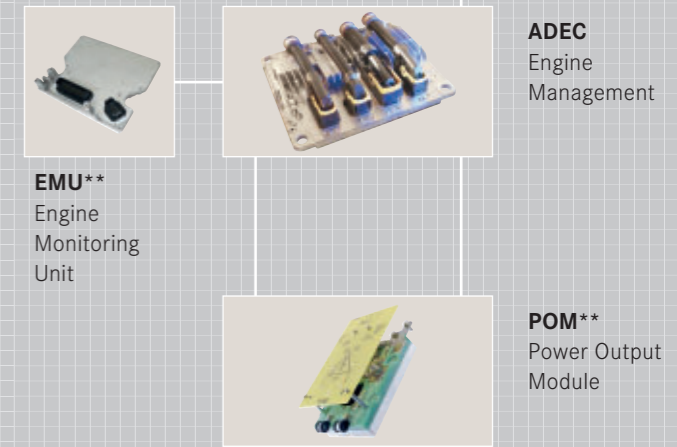 ADEC
Engine
Management
EMU**
Engine
Monitoring
Unit
POM**
Power Output
Module